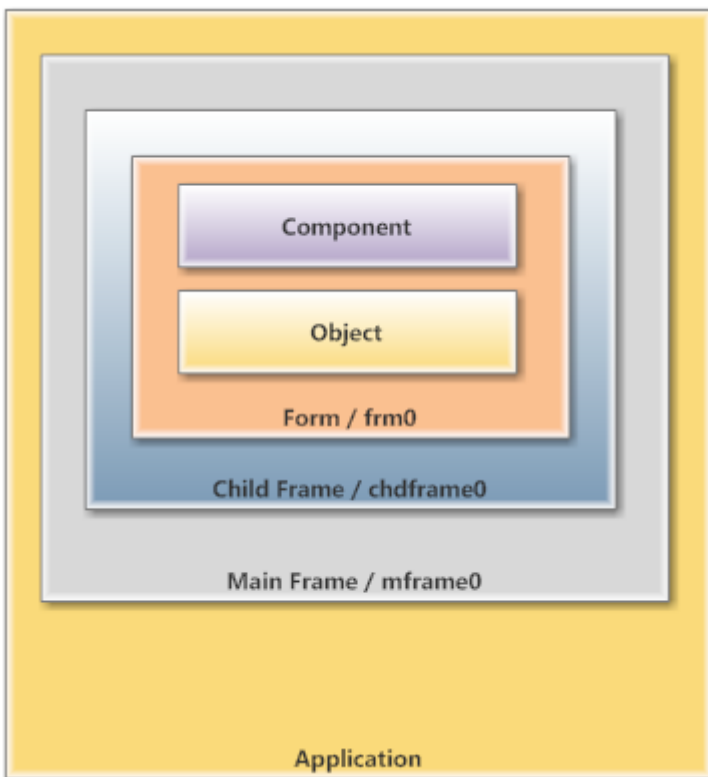 Component
Object
Form / frm0
Child Frame / chdframe0
Main Frame / mframe0
Application